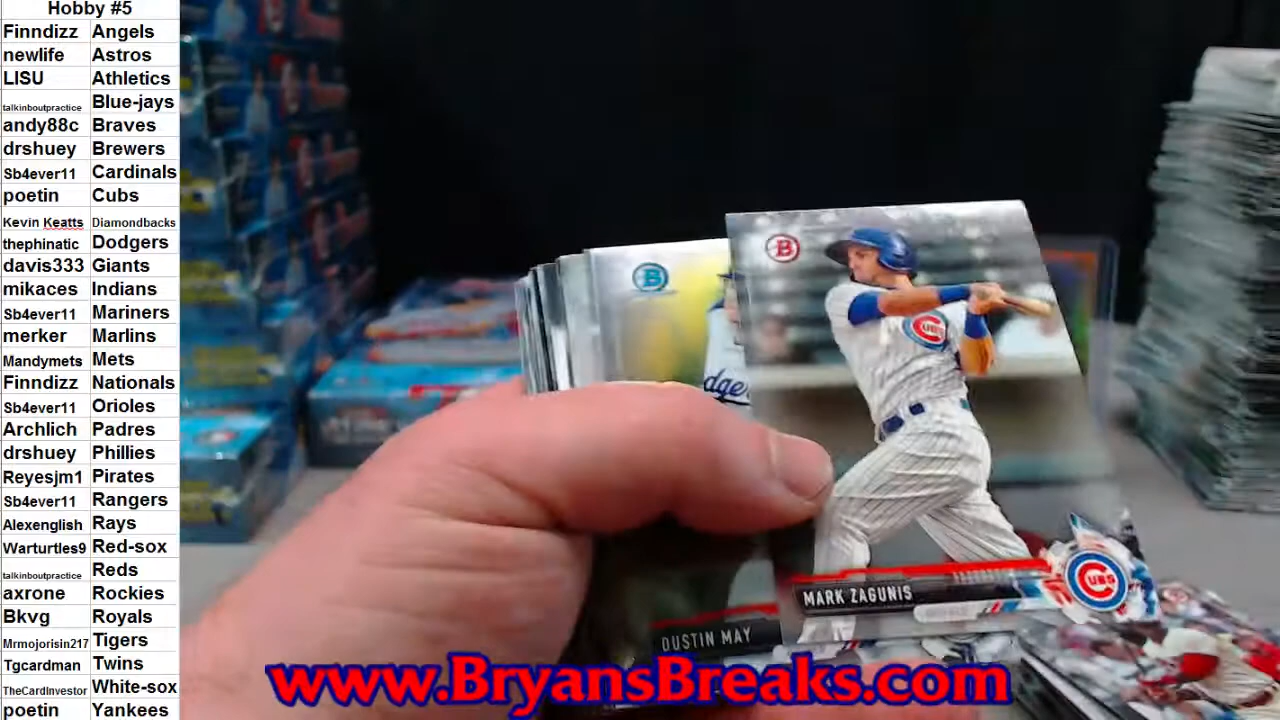 Hobby #5
Finndizz Angels
newlife Astros
LISU Athletics
talkinboutpractice Blue-jays
andy88c Braves
drshuey Brewers
Sb4ever11 Cardinals
poetin Cubs
Kevin Keatts Diamondbacks
thephinatic Dodgers
davis333 Giants
mikaces Indians
Sb4ever11 Mariners
merker Marlins
Mandymets Mets
Finndizz Nationals
Sb4ever11 Orioles
Archlich Padres
drshuey Phillies
Reyesjm1 Pirates
Sb4ever11 Rangers
Alexenglish Rays
Warturtles9 Red-sox
talkinboutpractice Reds
axrone Rockies
Bkvg Royals
Mrmojorisin217 Tigers
Tgcardman Twins
TheCardInvestor White-sox
poetin Yankees
B
B
CUBS
dge
MARK ZAGUNIS
CUBS
DUSTIN MAY
www.BryansBreaks.com